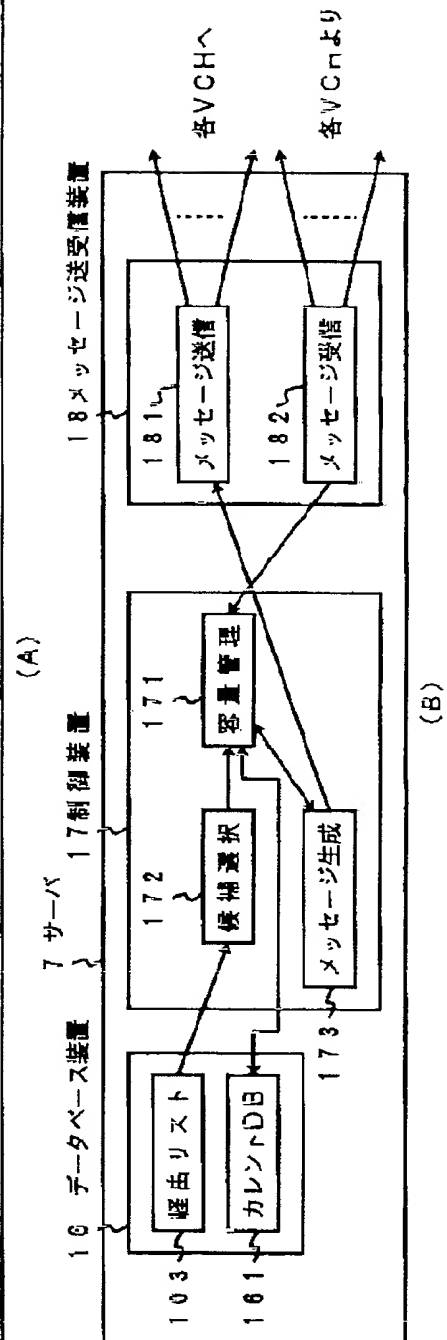 (A)
7 サーバ
16 データベース装置
103
経由リスト
161
カレントDB
17制御装置
172
候補選択
171
容量管理
173
メッセージ生成
18メッセージ送受信装置
181
メッセージ送信
182
メッセージ受信
各VCHへ
各VCnより
(B)